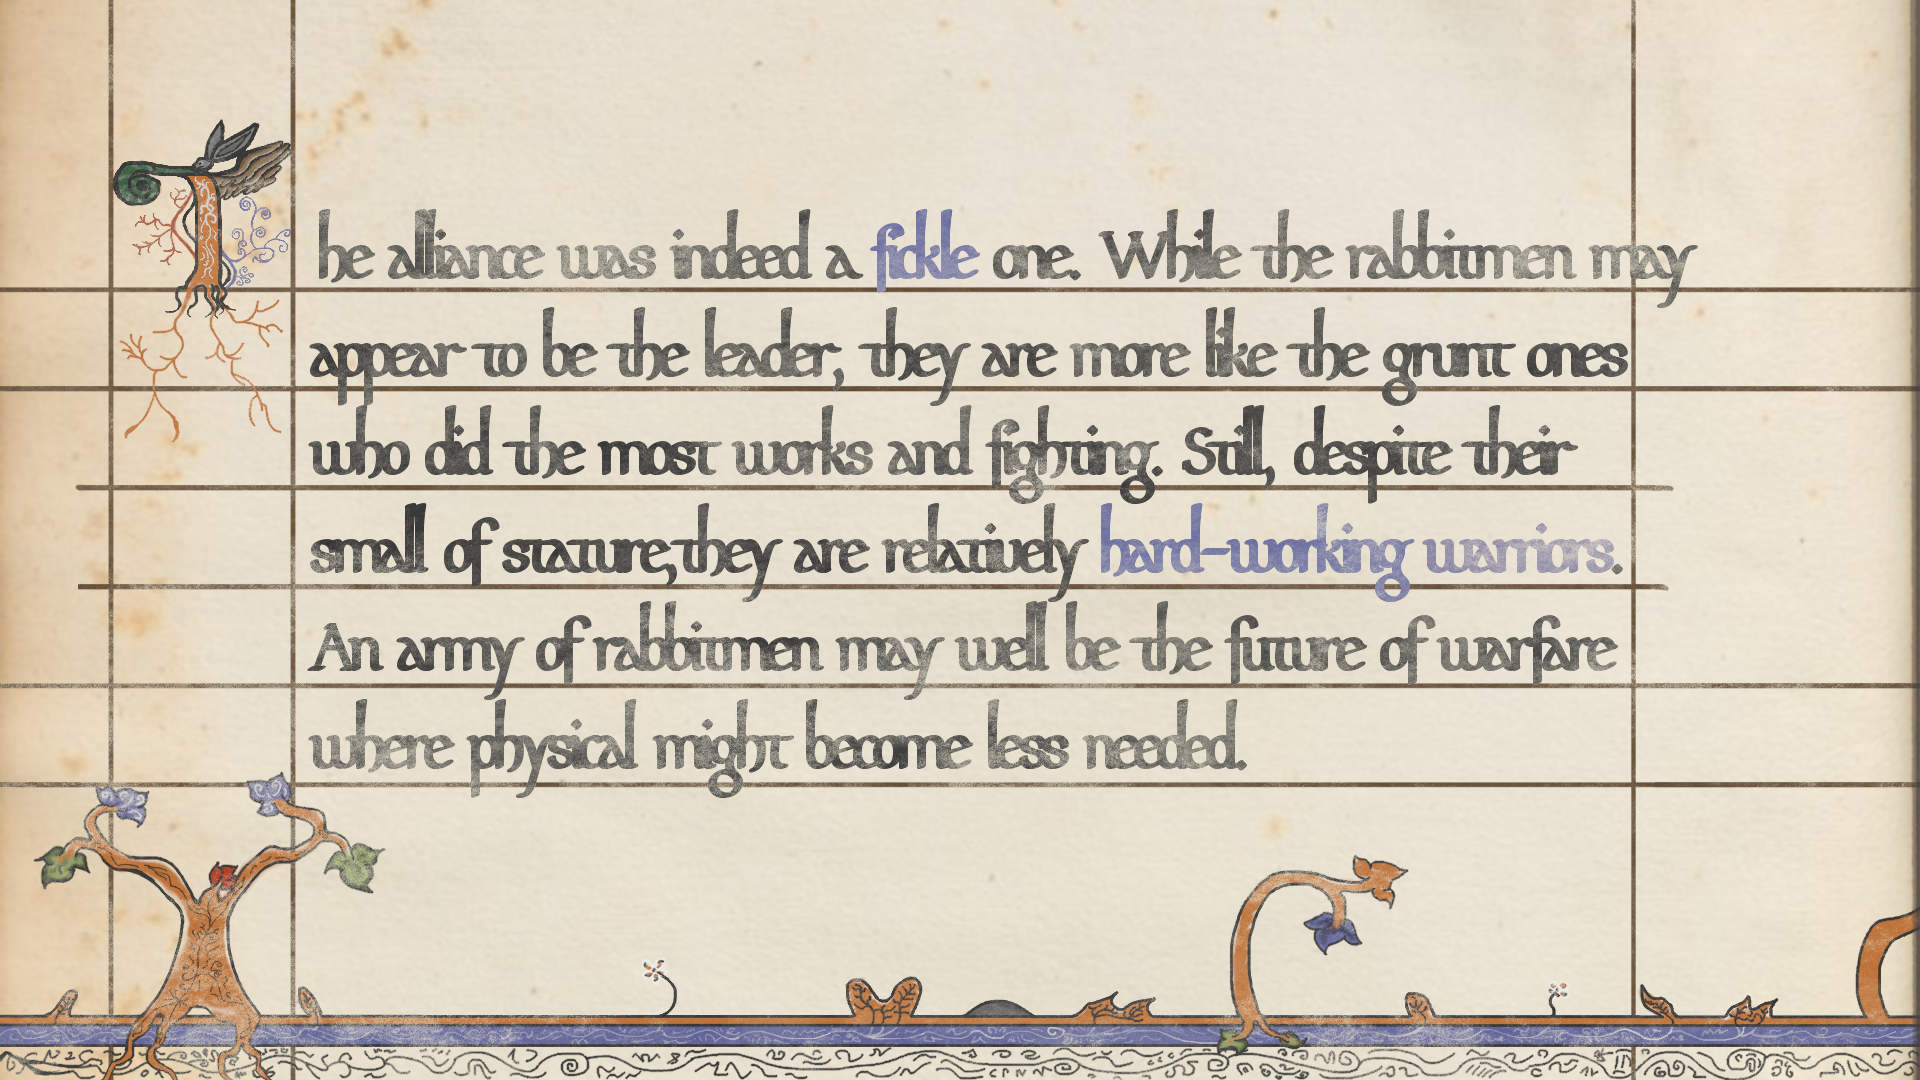 The alliance was indeed a fickle one. While the rabbitmen may
appear to be the leader, they are more like the grunt ones
who did the most works and fighting. Still, despite their
small of stature,they are relatively hard-working warriors.
An army of rabbitmen may well be the future of warfare
where physical might become less needed.